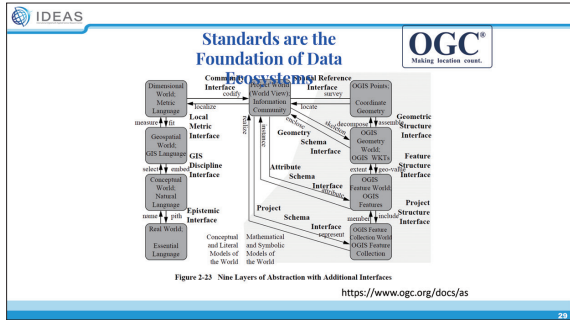 IDEAS
Standards are the
Foundation of Data
Ecosystems
OGC®
Making location count.
Dimensional
World;
Metric
Language
Community
Interface
codify
localize
Project World
(World View);
Information
Community
Spatial Reference
Interface
survey
locate
OGIS Points;
Coordinate
Geometry
measure
fit
Local
Metric
Interface
realize
instance
enclose
skeleton
decompose
assemble
Geometric
Structure
Interface
Geospatial
World;
GIS Language
Geometry
Schema
Interface
OGIS
Geometry
World;
OGIS WKTs
select
embed
GIS
Discipline
Interface
Attribute
Schema
Interface
attribute
extent
geo-value
Feature
Structure
Interface
Conceptual
World;
Natural
Language
OGIS
Feature World;
OGIS
Features
name
pith
Epistemic
Interface
Project
Schema
Interface
represent
member
include
Project
Structure
Interface
Real World;
Essential
Language
Conceptual
and Literal
Models of
the World
Mathematical
and Symbolic
Models of
the World
OGIS Feature
Collection World
OGIS Feature
Collection
Figure 2-23 Nine Layers of Abstraction with Additional Interfaces
https://www.ogc.org/docs/as
29